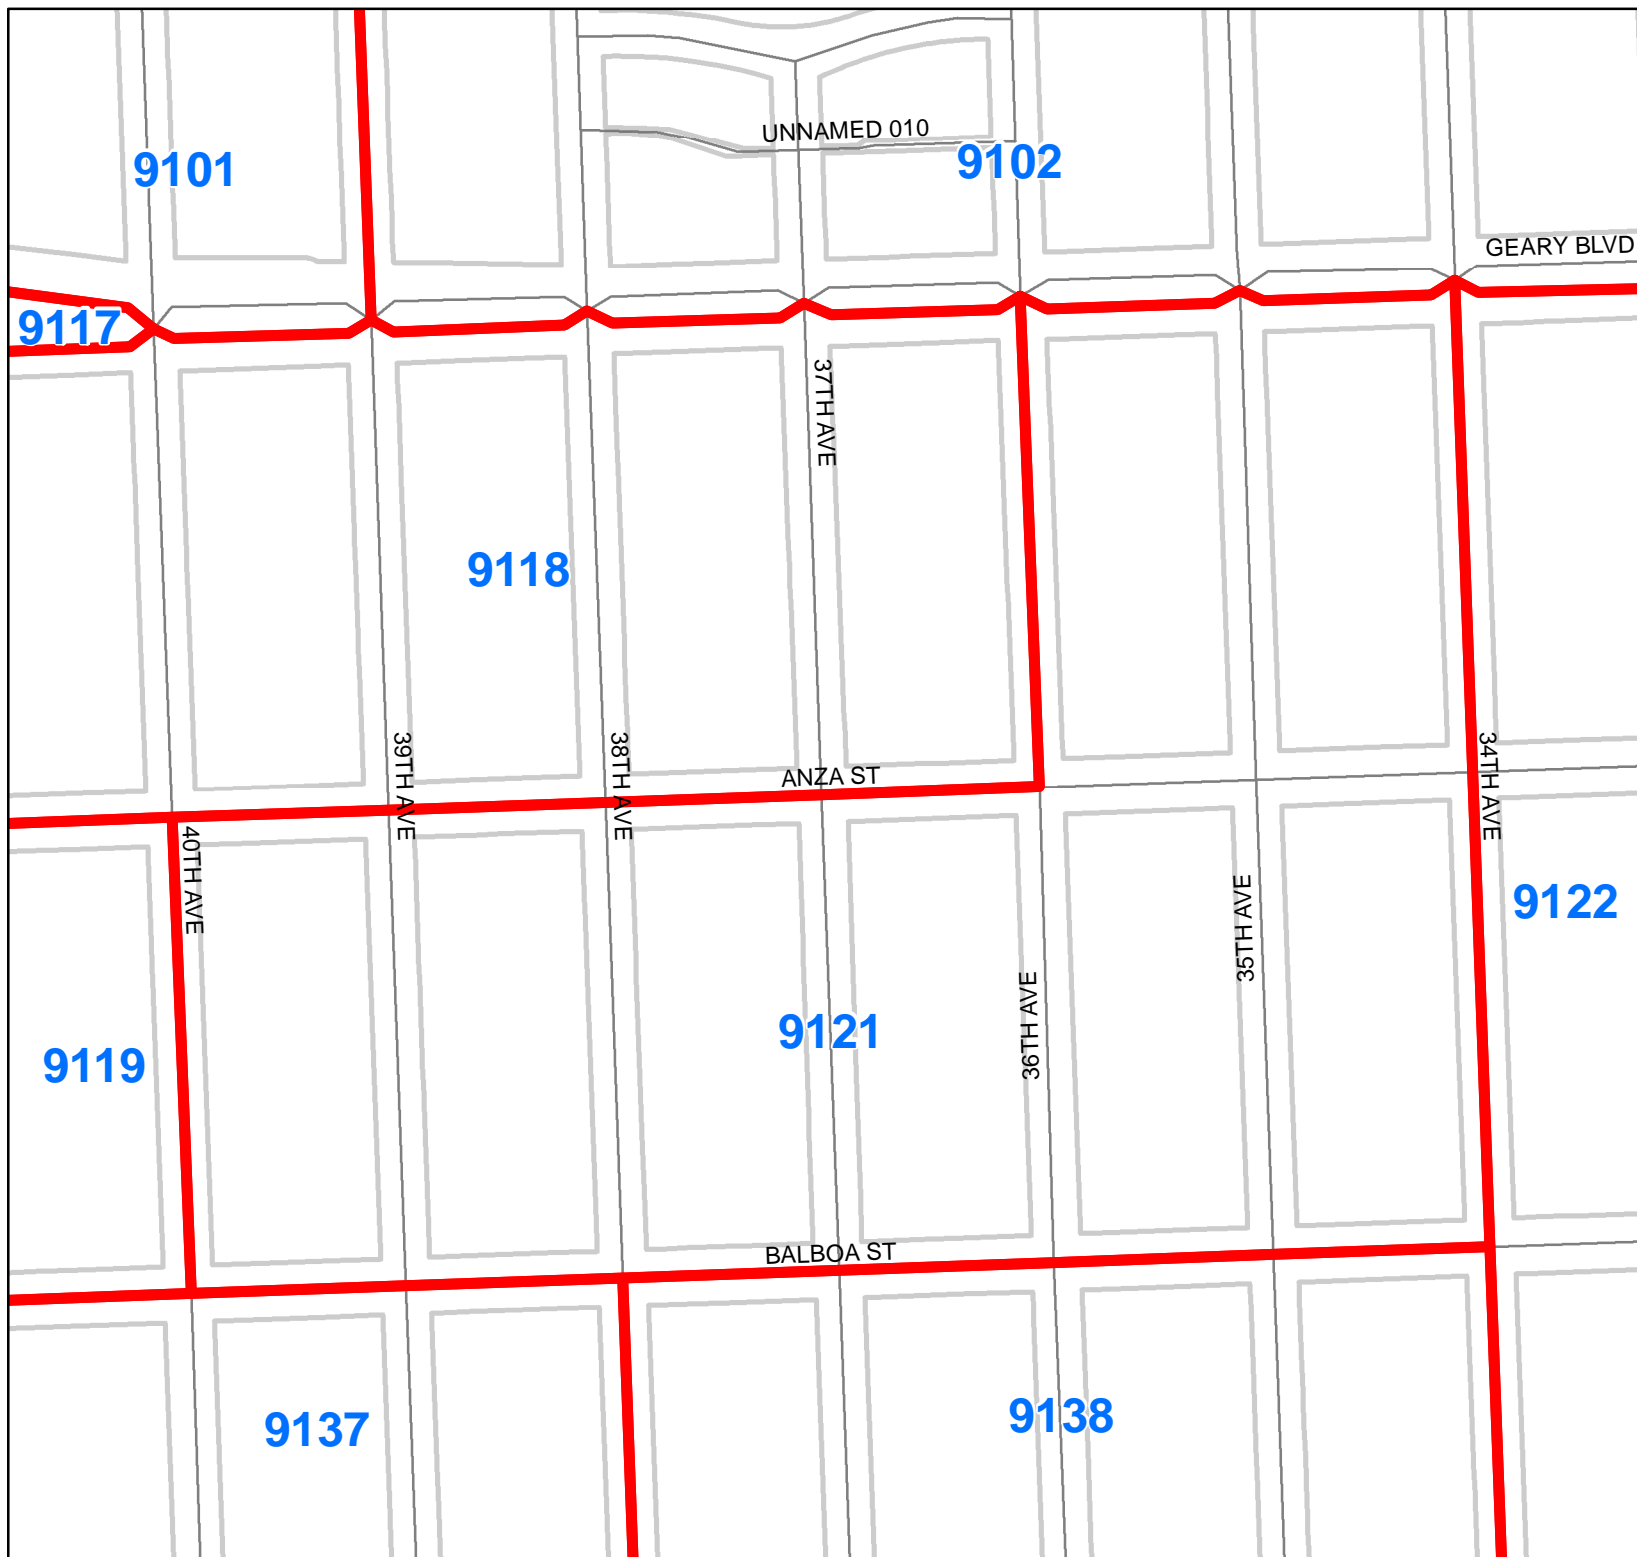 UNNAMED 010
9101
9102
GEARY BLVD
9117
37TH AVE
9118
39TH AVE
38TH AVE
34TH AVE
ANZA ST
40TH AVE
35TH AVE
9122
36TH AVE
9121
9119
BALBOA ST
9137
9138